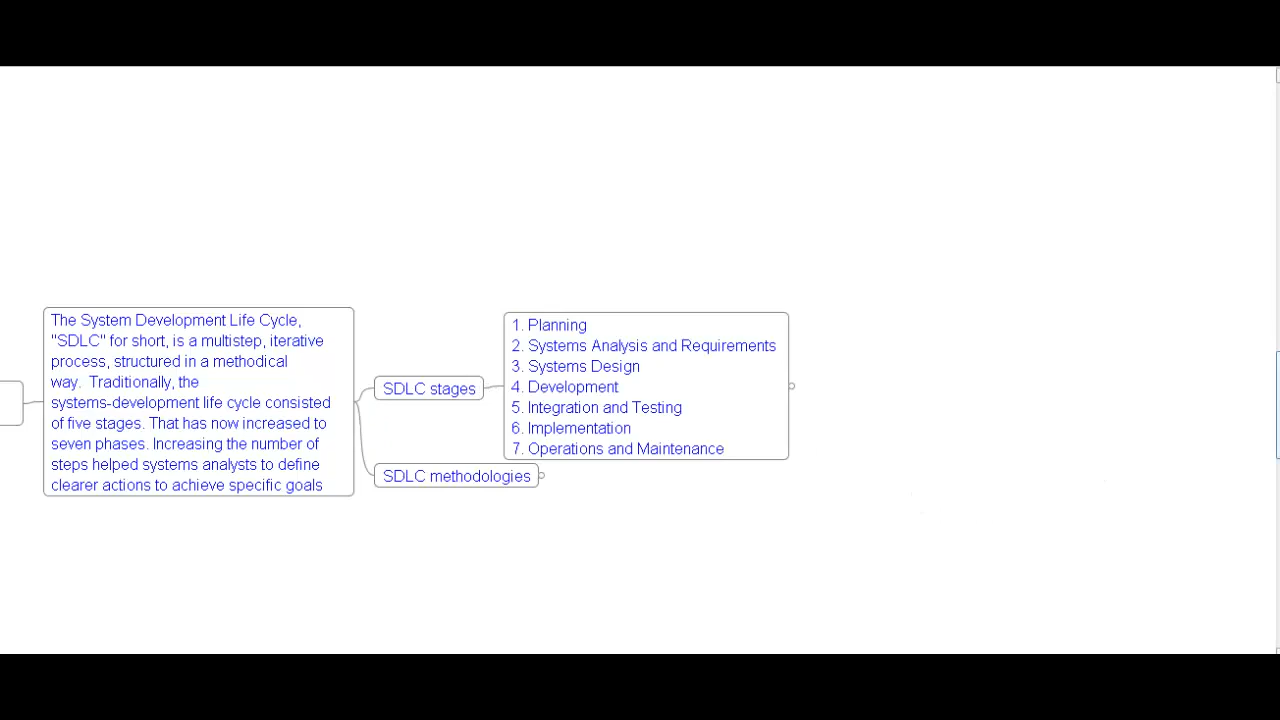 The System Development Life Cycle,
"SDLC" for short, is a multistep, iterative
process, structured in a methodical
way.  Traditionally, the
systems-development life cycle consisted
of five stages. That has now increased to
seven phases. Increasing the number of
steps helped systems analysts to define
clearer actions to achieve specific goals
SDLC stages
1. Planning
2. Systems Analysis and Requirements
3. Systems Design
4. Development
5. Integration and Testing
6. Implementation
7. Operations and Maintenance
SDLC methodologies